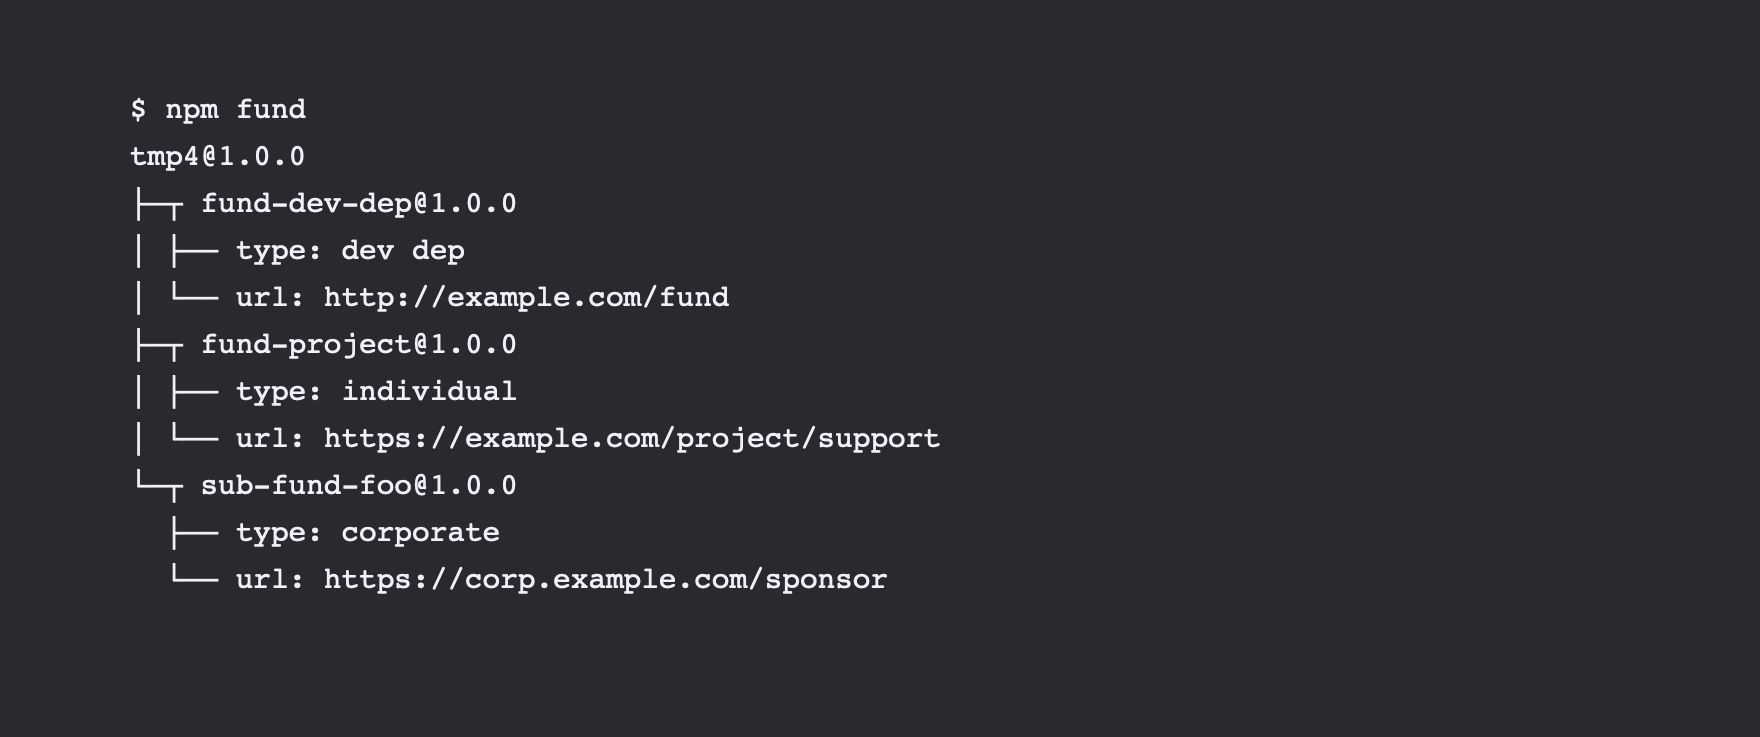 $ npm fund
tmp4@1.0.0
├─┬ fund-dev-dep@1.0.0
│ ├── type: dev dep
│ └── url: http://example.com/fund
├─┬ fund-project@1.0.0
│ ├── type: individual
│ └── url: https://example.com/project/support
└─┬ sub-fund-foo@1.0.0
  ├── type: corporate
  └── url: https://corp.example.com/sponsor